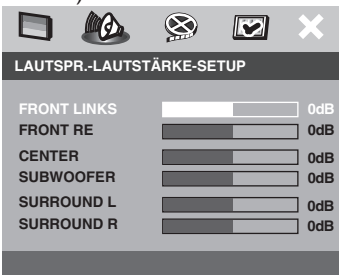 LAUTSPR.-LAUTSTÄRKE-SETUP
FRONT LINKS 0dB
FRONT RE 0dB
CENTER 0dB
SUBWOOFER 0dB
SURROUND L 0dB
SURROUND R 0dB